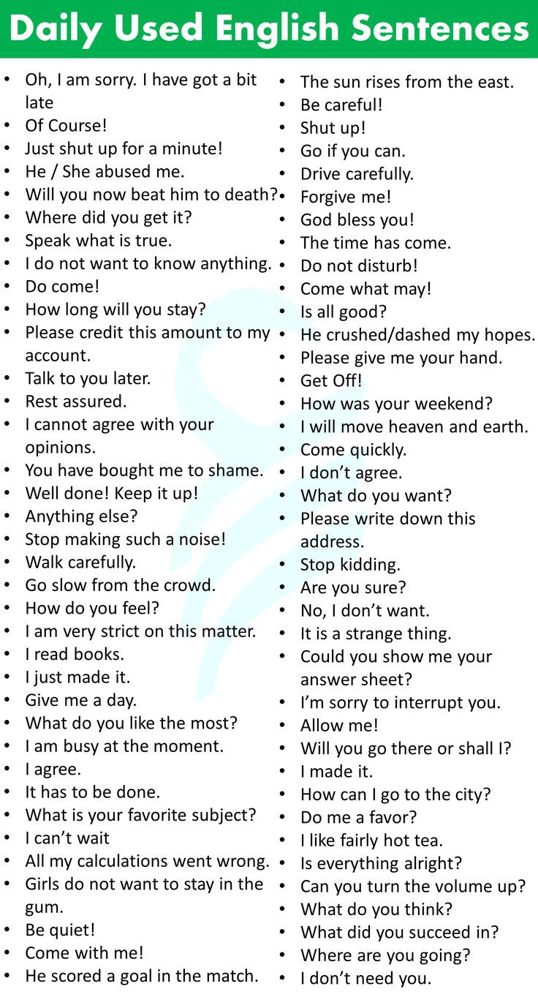 Daily Used English Sentences
• Oh, I am sorry. I have got a bit
late
• Of Course!
• Just shut up for a minute!
• He / She abused me.
• Will you now beat him to death?
• Where did you get it?
• Speak what is true.
• I do not want to know anything.
• Do come!
• How long will you stay?
• Please credit this amount to my
account.
• Talk to you later.
• Rest assured.
• I cannot agree with your
opinions.
• You have bought me to shame.
• Well done! Keep it up!
• Anything else?
• Stop making such a noise!
• Walk carefully.
• Go slow from the crowd.
• How do you feel?
• I am very strict on this matter.
• I read books.
• I just made it.
• Give me a day.
• What do you like the most?
• I am busy at the moment.
• I agree.
• It has to be done.
• What is your favorite subject?
• I can’t wait
• All my calculations went wrong.
• Girls do not want to stay in the
gum.
• Be quiet!
• Come with me!
• He scored a goal in the match.
• The sun rises from the east.
• Be careful!
• Shut up!
• Go if you can.
• Drive carefully.
• Forgive me!
• God bless you!
• The time has come.
• Do not disturb!
• Come what may!
• Is all good?
• He crushed/dashed my hopes.
• Please give me your hand.
• Get Off!
• How was your weekend?
• I will move heaven and earth.
• Come quickly.
• I don’t agree.
• What do you want?
• Please write down this
address.
• Stop kidding.
• Are you sure?
• No, I don’t want.
• It is a strange thing.
• Could you show me your
answer sheet?
• I’m sorry to interrupt you.
• Allow me!
• Will you go there or shall I?
• I made it.
• How can I go to the city?
• Do me a favor?
• I like fairly hot tea.
• Is everything alright?
• Can you turn the volume up?
• What do you think?
• What did you succeed in?
• Where are you going?
• I don’t need you.